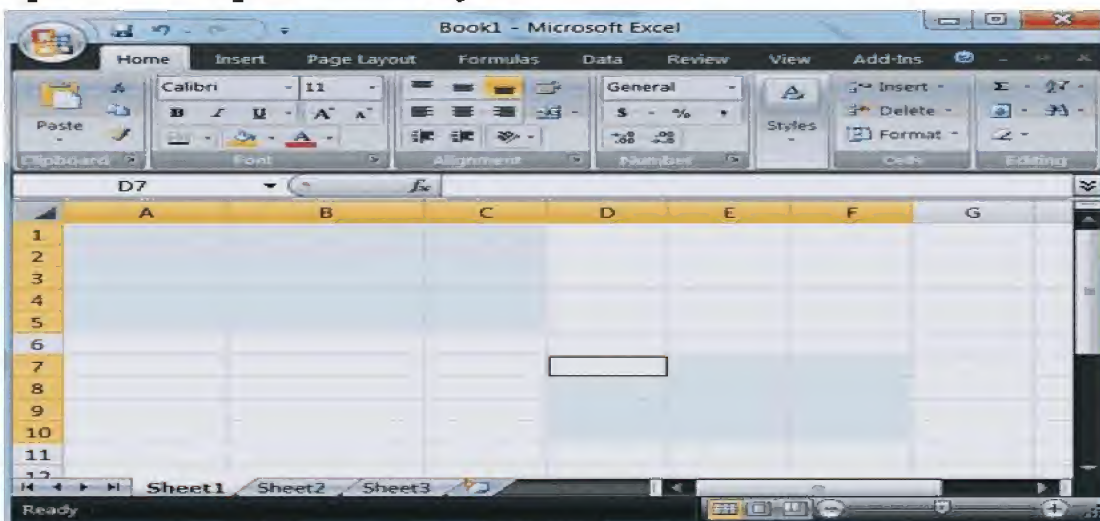 Book1 - Microsoft Excel
Home Insert Page Layout Formulas Data Review View Add-Ins
Calibri 11 General Insert
B I U A A $ % , Delete
Paste Styles Format
Clipboard Font Alignment Number Cells Editing
D7 fx
A B C D E F G
1
2
3
4
5
6
7
8
9
10
11
12
Sheet1 Sheet2 Sheet3
Ready